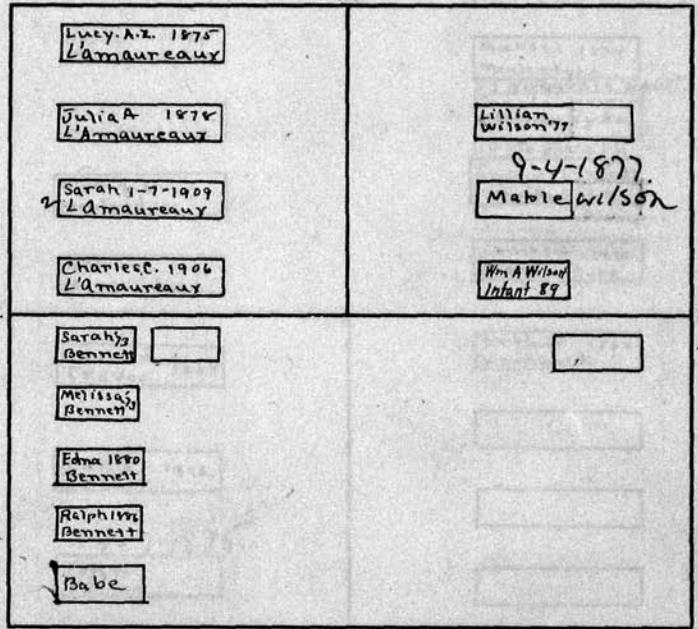 Lucy. A.Z. 1875
L'amaureaux
Julia A 1878
L'Amaureaux
Sarah 1-7-1909
2 L amaureaux
Charles,C. 1906
L'amaureaux
Lillian
Wilson '77
9-4-1877.
Mable Wilson
Wm A Wilson
Infant 89
Sarah '73
Bennett
Melissa
Bennett
Edna 1880
Bennett
Ralph
Bennett
Babe